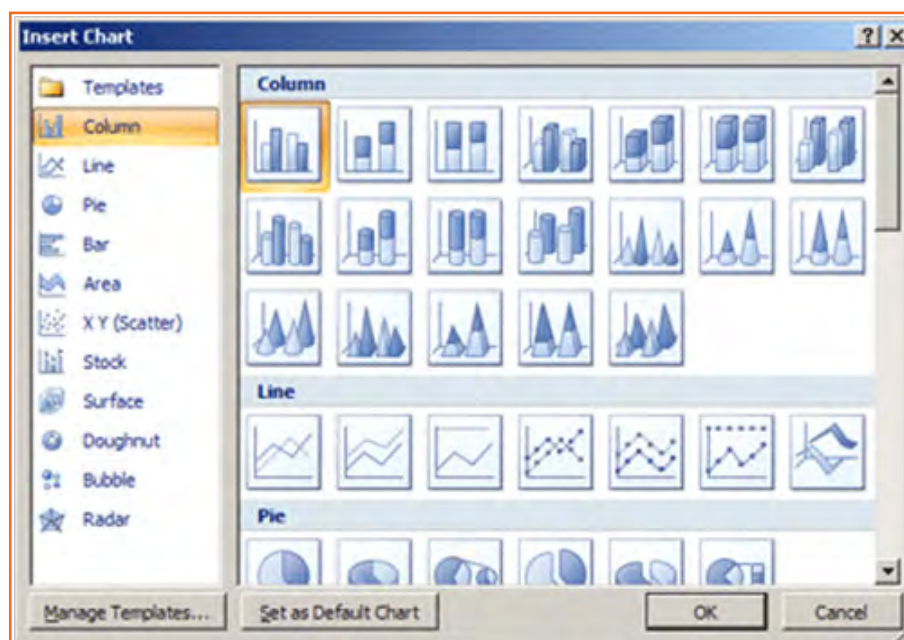 Insert Chart
Templates
Column
Line
Pie
Bar
Area
X Y (Scatter)
Stock
Surface
Doughnut
Bubble
Radar
Column
Line
Pie
Manage Templates...
Set as Default Chart
OK
Cancel